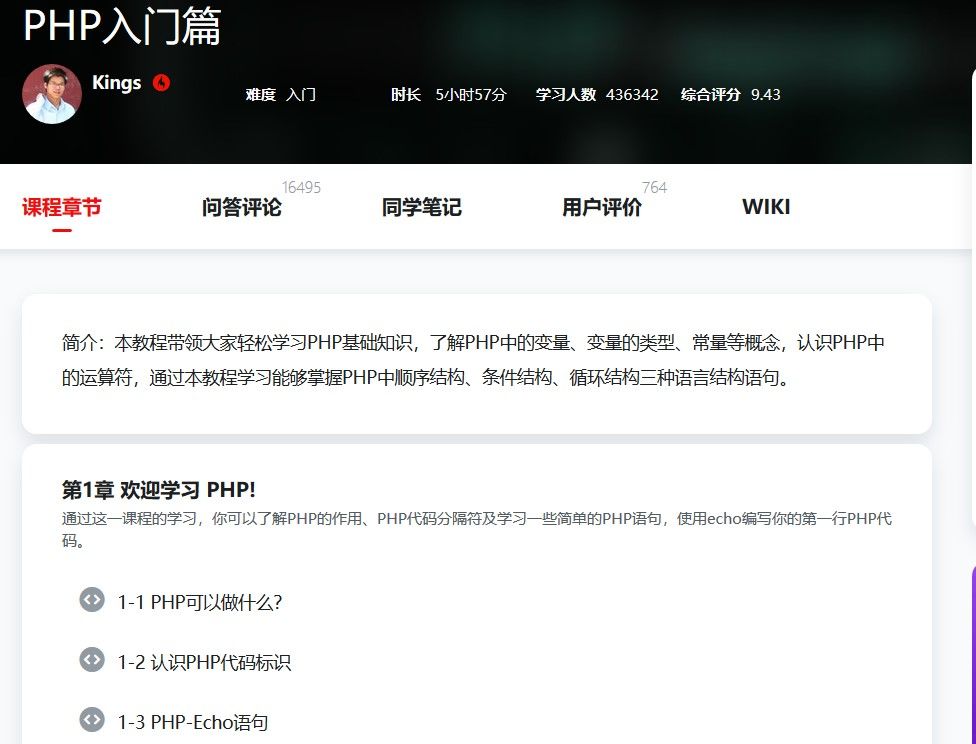 PHP入门篇
Kings
难度 入门 时长 5小时57分 学习人数 436342 综合评分 9.43
课程章节 问答评论 16495 同学笔记 用户评价 764 WIKI
简介：本教程带领大家轻松学习PHP基础知识，了解PHP中的变量、变量的类型、常量等概念，认识PHP中
的运算符，通过本教程学习能够掌握PHP中顺序结构、条件结构、循环结构三种语言结构语句。
第1章 欢迎学习 PHP!
通过这一课程的学习，你可以了解PHP的作用、PHP代码分隔符及学习一些简单的PHP语句，使用echo编写你的第一行PHP代
码。
1-1 PHP可以做什么?
1-2 认识PHP代码标识
1-3 PHP-Echo语句